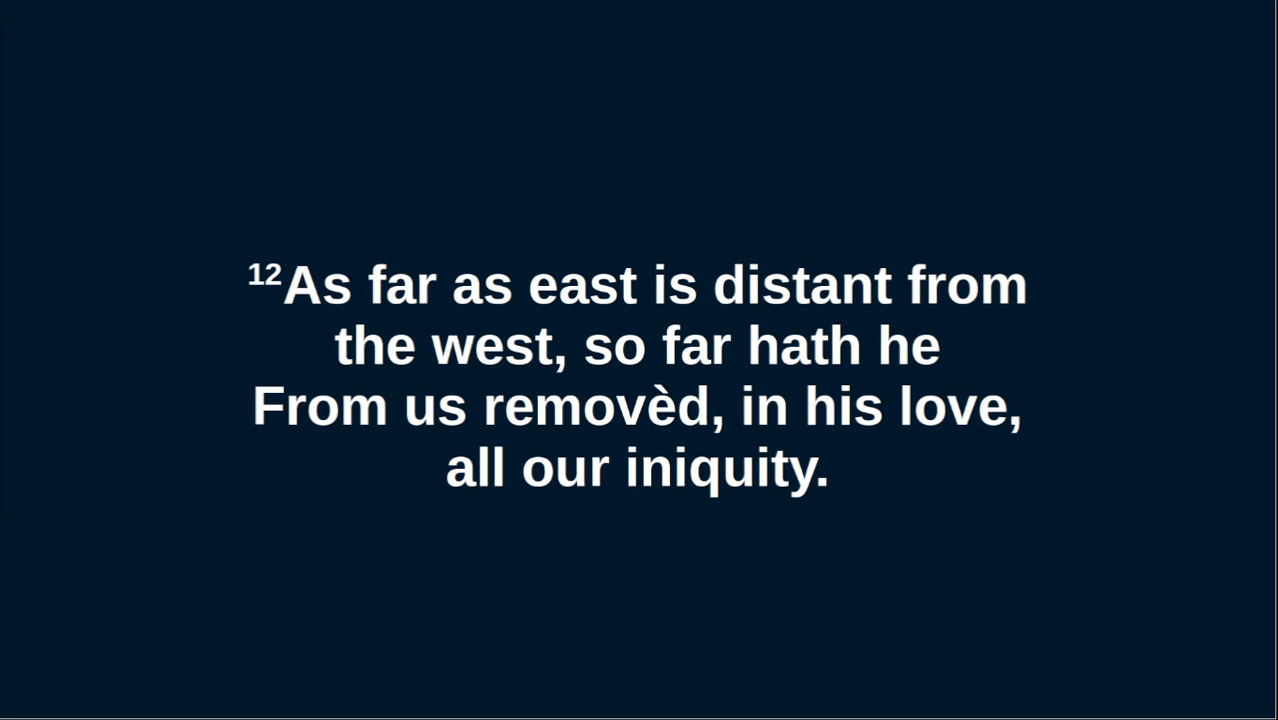 ¹²As far as east is distant from
the west, so far hath he
From us removèd, in his love,
all our iniquity.